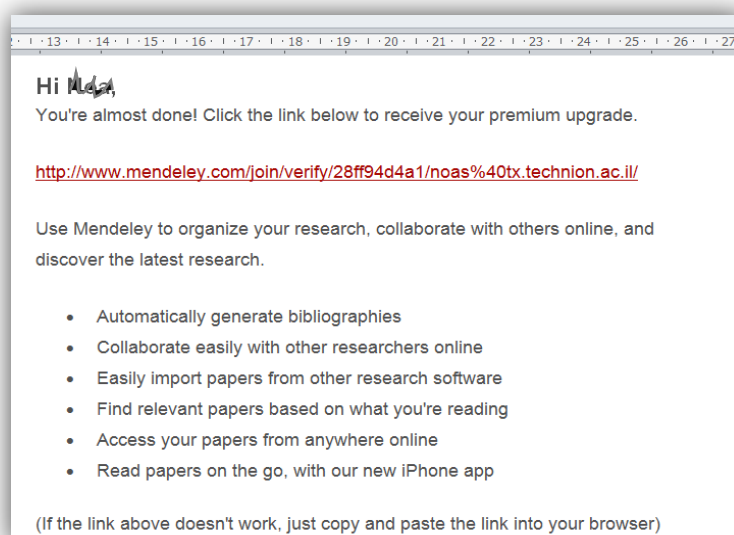 13 14 15 16 17 18 19 20 21 22 23 24 25 26 27
Hi
You're almost done! Click the link below to receive your premium upgrade.
http://www.mendeley.com/join/verify/28ff94d4a1/noas%40tx.technion.ac.il/
Use Mendeley to organize your research, collaborate with others online, and
discover the latest research.
• Automatically generate bibliographies
• Collaborate easily with other researchers online
• Easily import papers from other research software
• Find relevant papers based on what you're reading
• Access your papers from anywhere online
• Read papers on the go, with our new iPhone app
(If the link above doesn't work, just copy and paste the link into your browser)